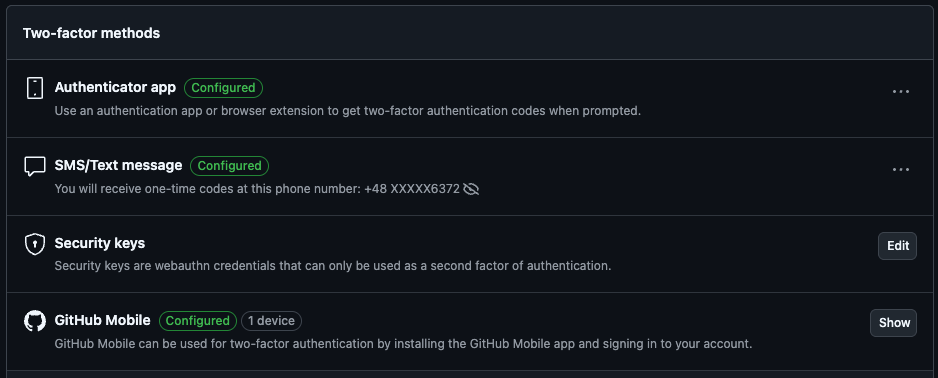 Two-factor methods
Authenticator app Configured
Use an authentication app or browser extension to get two-factor authentication codes when prompted.
SMS/Text message Configured
You will receive one-time codes at this phone number: +48 XXXXX6372
Security keys
Edit
Security keys are webauthn credentials that can only be used as a second factor of authentication.
GitHub Mobile Configured 1 device
Show
GitHub Mobile can be used for two-factor authentication by installing the GitHub Mobile app and signing in to your account.